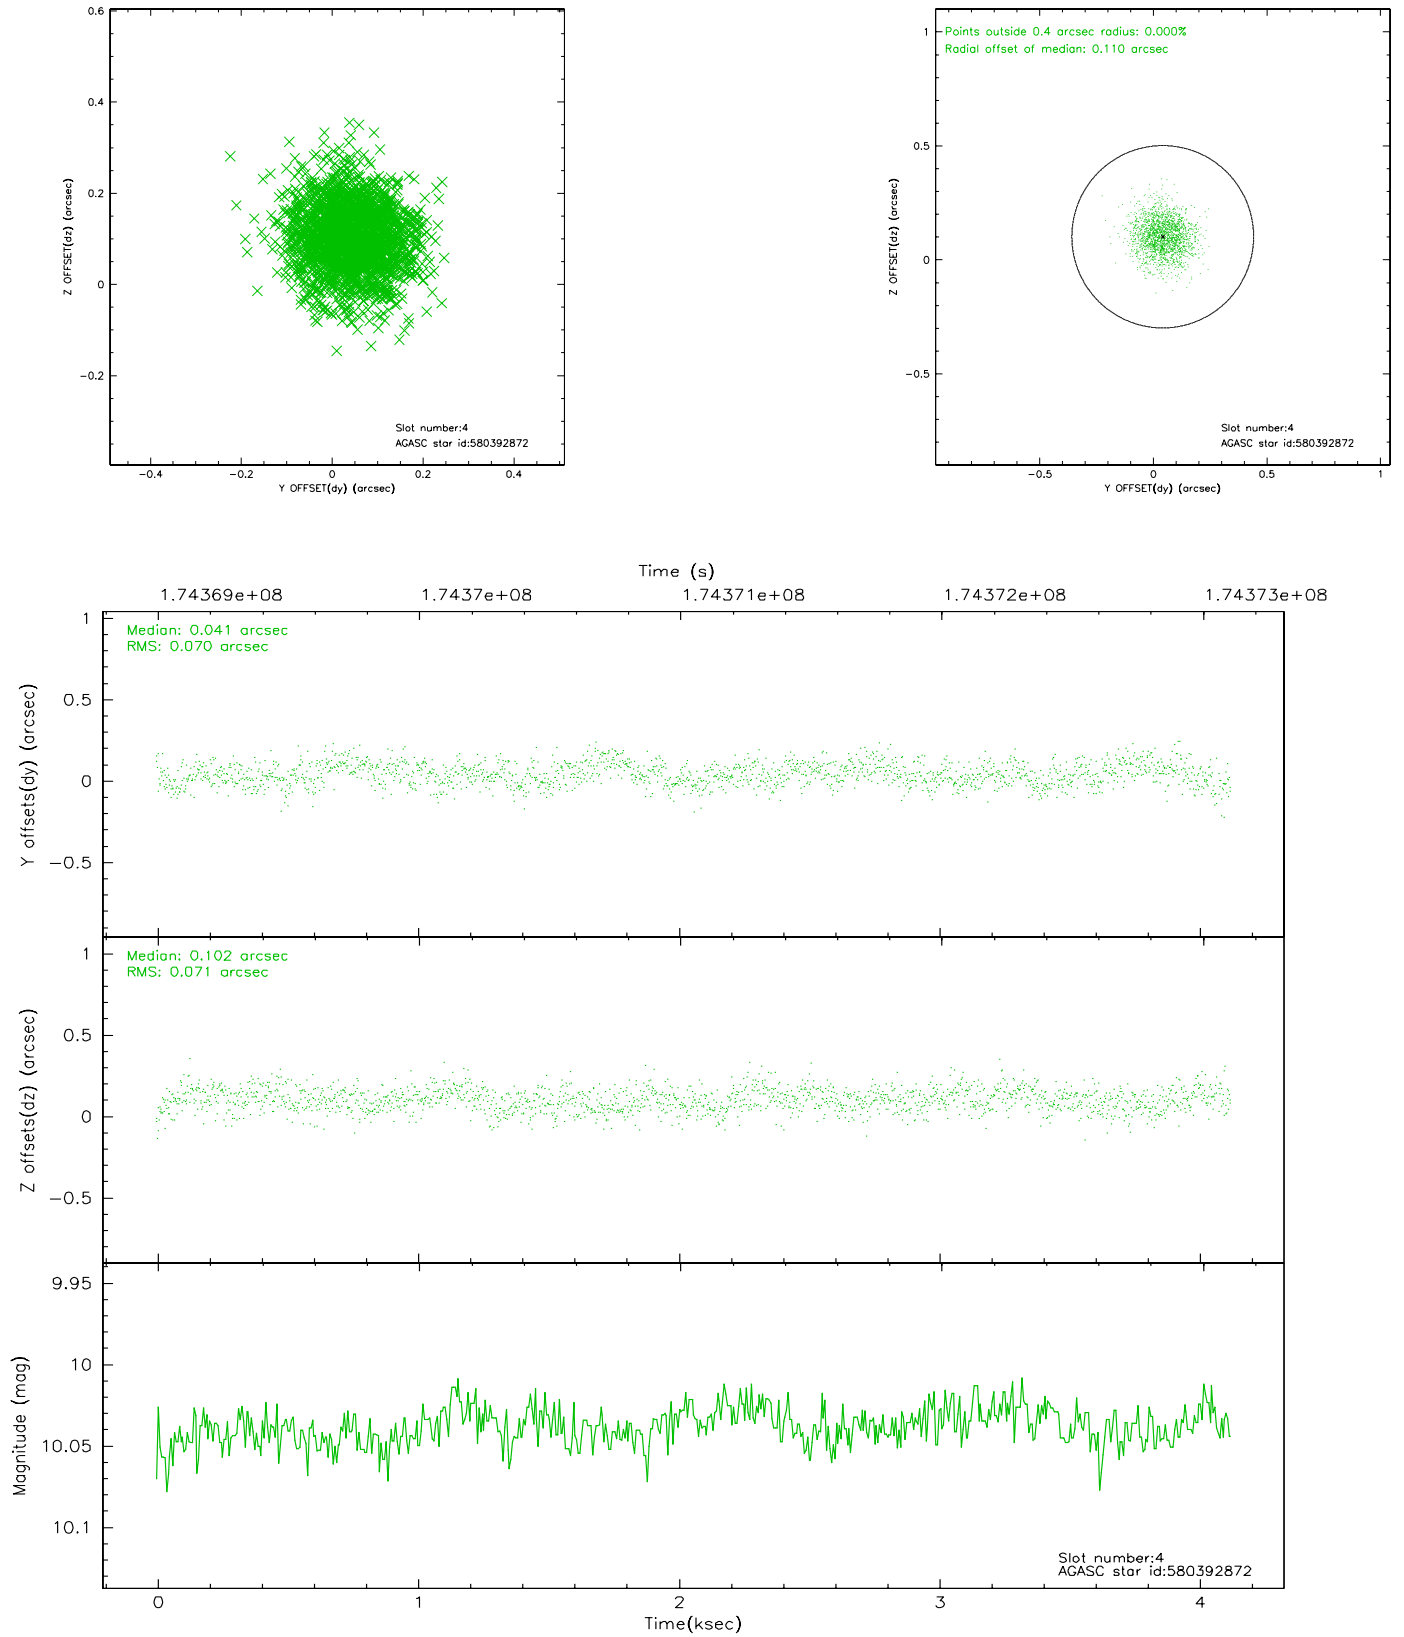 0.6
0.4
0.2
0
−0.2
Z OFFSET(dz) (arcsec)
−0.4 −0.2 0 0.2 0.4
Y OFFSET(dy) (arcsec)
Slot number:4
AGASC star id:580392872
Points outside 0.4 arcsec radius: 0.000%
Radial offset of median: 0.110 arcsec
1
0.5
0
−0.5
Z OFFSET(dz) (arcsec)
−0.5 0 0.5 1
Y OFFSET(dy) (arcsec)
Slot number:4
AGASC star id:580392872
Time (s)
1.74369e+08 1.7437e+08 1.74371e+08 1.74372e+08 1.74373e+08
Median: 0.041 arcsec
RMS: 0.070 arcsec
1
0.5
0
−0.5
Y offsets(dy) (arcsec)
Median: 0.102 arcsec
RMS: 0.071 arcsec
1
0.5
0
−0.5
Z offsets(dz) (arcsec)
9.95
10
10.05
10.1
Magnitude (mag)
Slot number:4
AGASC star id:580392872
0 1 2 3 4
Time(ksec)